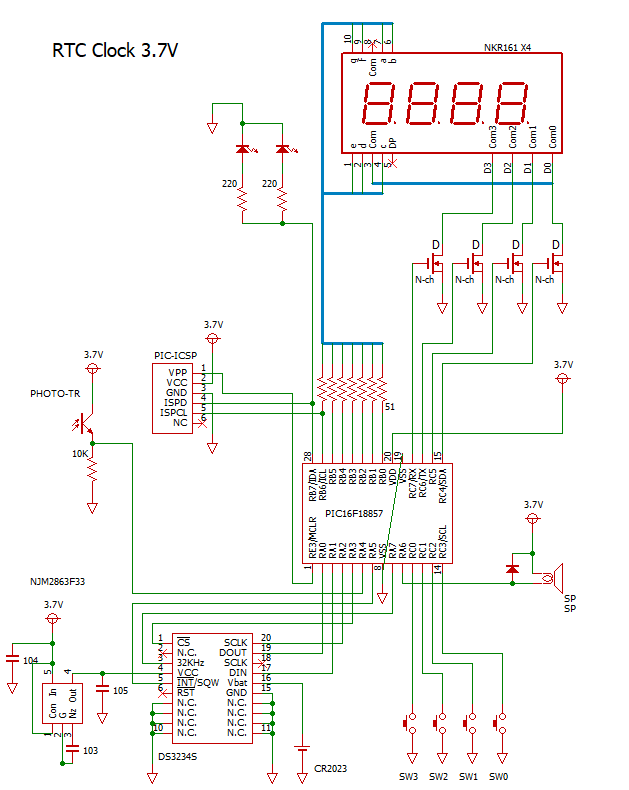 RTC Clock 3.7V
NKR161 X4
10 9 8 7 6
g f Com a b
e d Com c DP
1 2 3 4 5
Com3 Com2 Com1 Com0
D3 D2 D1 D0
220 220
D D D D
N-ch N-ch N-ch N-ch
3.7V
PIC-ICSP
VPP 1
VCC 2
GND 3
ISPD 4
ISPCL 5
NC 6
3.7V
PHOTO-TR
10K
51
3.7V
28 20 19 15
RB7/IDA RB6/ICL RB5 RB4 RB3 RB2 RB1 RB0 VDD VSS RC7/RX RC6/TX RC5 RC4/SDA
PIC16F18857
RE3/MCLR RA0 RA1 RA2 RA3 RA4 RA5 VSS RA7 RA6 RC0 RC1 RC2 RC3/SCL
1 8 14
3.7V
SP
SP
NJM2863F33
3.7V
104
5 4
Con In Nz Out
G
1 2 3
105
103
1 CS SCLK 20
2 N.C. DOUT 19
3 32KHz SCLK 18
4 VCC DIN 17
5 INT/SQW Vbat 16
6 RST GND 15
N.C. N.C.
N.C. N.C.
N.C. N.C.
10 N.C. N.C. 11
DS3234S
CR2023
SW3 SW2 SW1 SW0